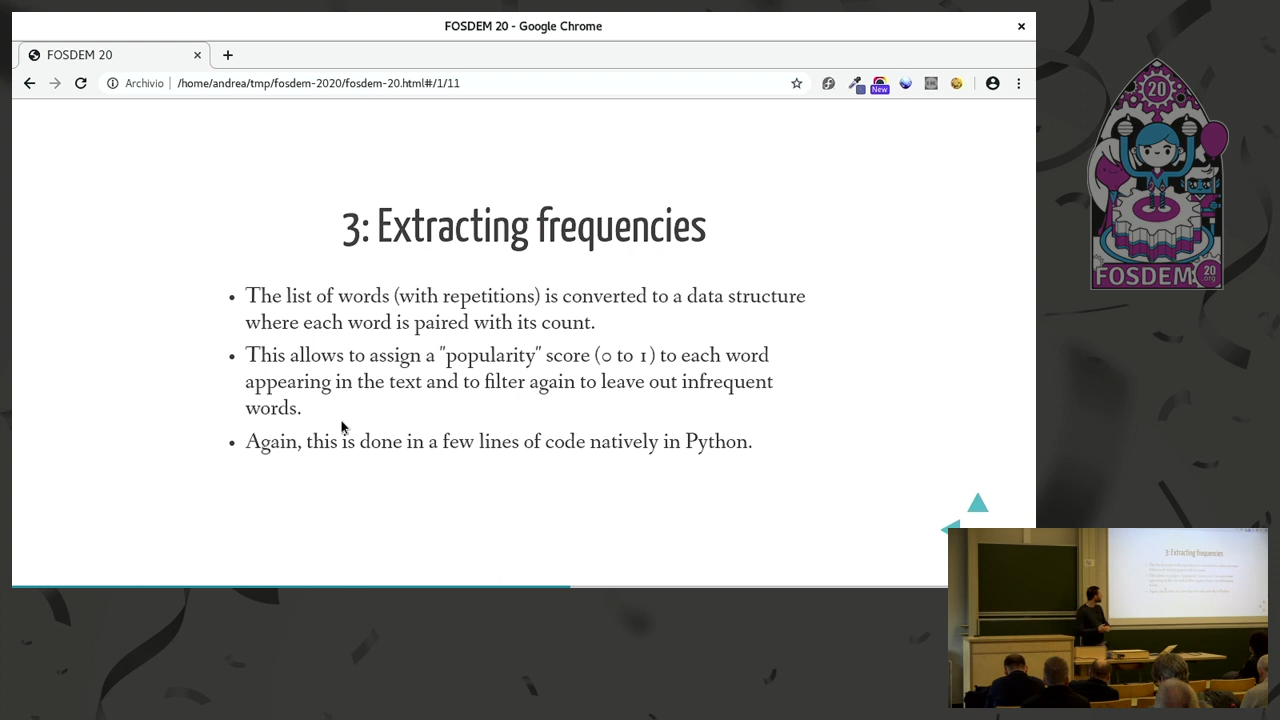 FOSDEM 20 - Google Chrome
FOSDEM 20
Archivio
/home/andrea/tmp/fosdem-2020/fosdem-20.html#/1/11
New
3: Extracting frequencies
• The list of words (with repetitions) is converted to a data structure
where each word is paired with its count.
• This allows to assign a "popularity" score (0 to 1) to each word
appearing in the text and to filter again to leave out infrequent
words.
• Again, this is done in a few lines of code natively in Python.
20
FOSDEM
20
.org
3: Extracting frequencies